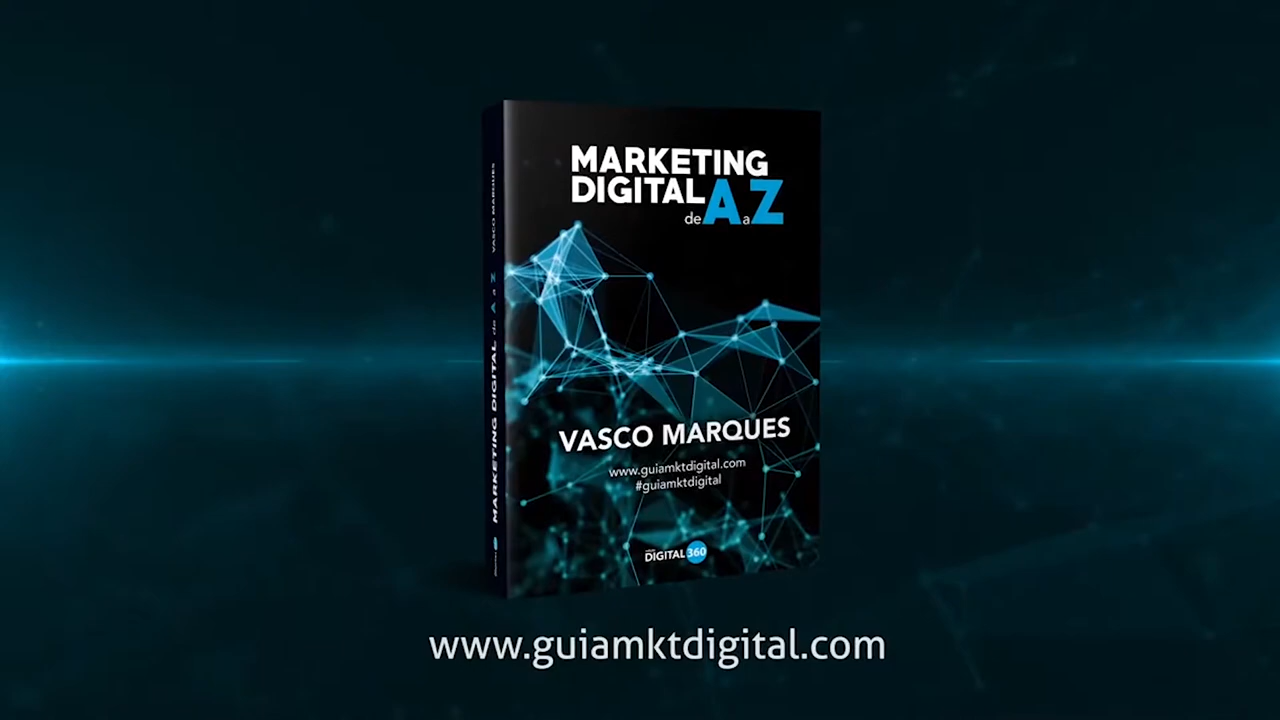 MARKETING
DIGITAL
de A a Z
VASCO MARQUES
www.guiamktdigital.com
#guiamktdigital
DIGITAL 360
MARKETING DIGITAL de A a Z VASCO MARQUES
www.guiamktdigital.com